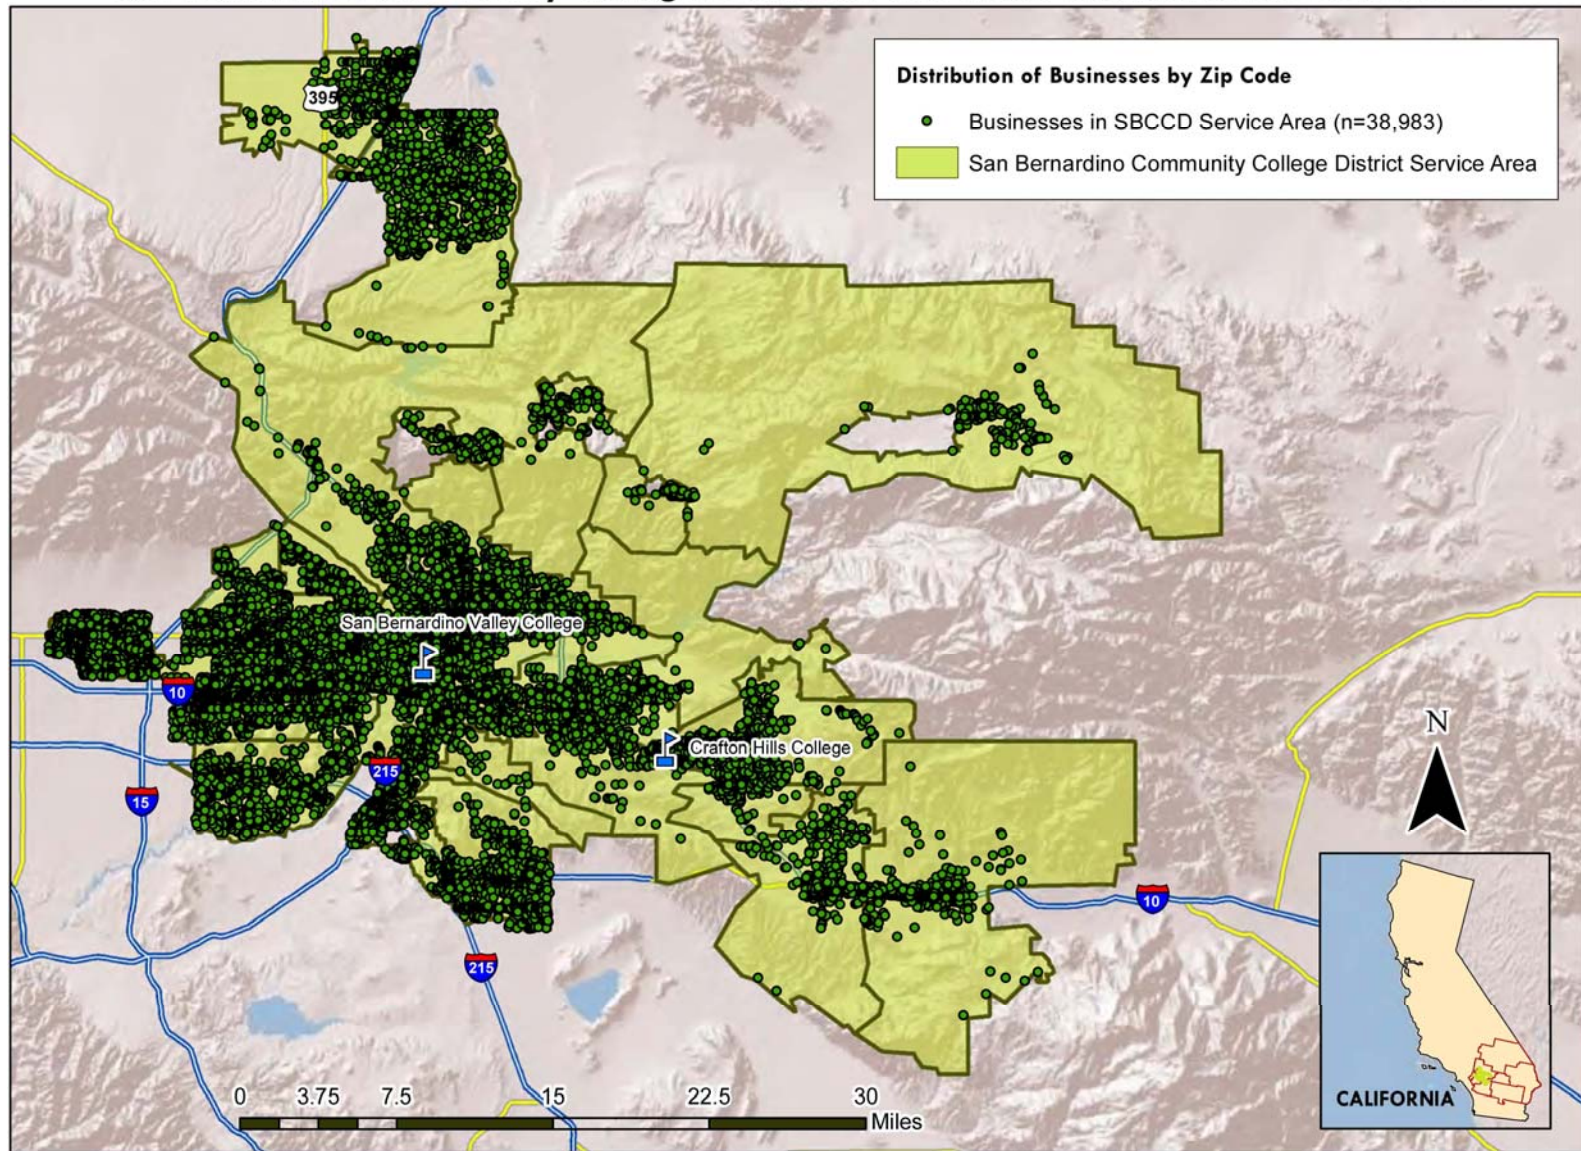 Distribution of Businesses by Zip Code
Businesses in SBCCD Service Area (n=38,983)
San Bernardino Community College District Service Area
395
San Bernardino Valley College
10
Crafton Hills College
215
15
N
10
215
0 3.75 7.5 15 22.5 30
Miles
CALIFORNIA